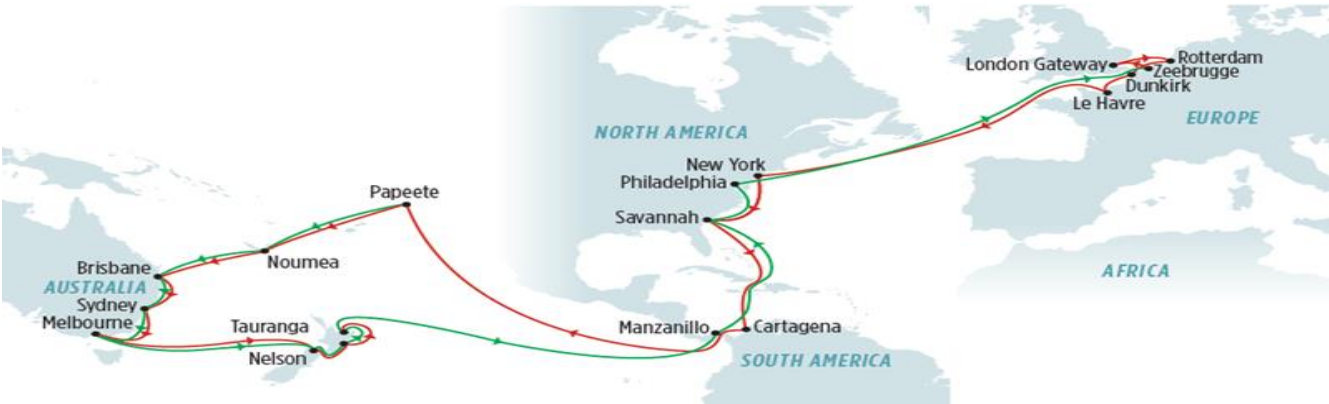 London Gateway
Rotterdam
Zeebrugge
Dunkirk
Le Havre
EUROPE
NORTH AMERICA
New York
Philadelphia
Papeete
Savannah
Noumea
Brisbane
AUSTRALIA
AFRICA
Sydney
Melbourne
Tauranga
Manzanillo
Cartagena
Nelson
SOUTH AMERICA